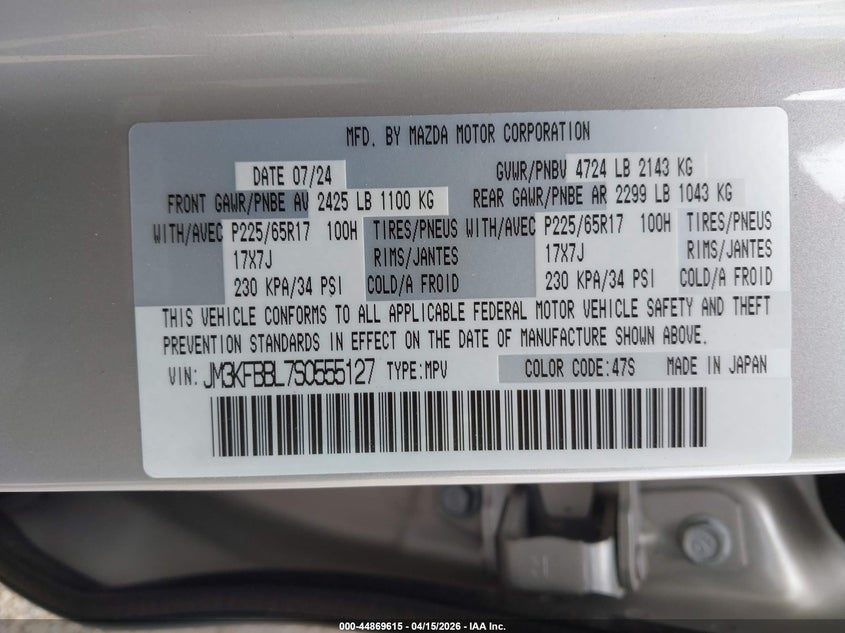 MFD. BY MAZDA MOTOR CORPORATION
DATE 07/24 GVWR/PNBV 4724 LB 2143 KG
FRONT GAWR/PNBE AV 2425 LB 1100 KG REAR GAWR/PNBE AR 2299 LB 1043 KG
WITH/AVEC P225/65R17 100H TIRES/PNEUS WITH/AVEC P225/65R17 100H TIRES/PNEUS
17X7J RIMS/JANTES 17X7J RIMS/JANTES
230 KPA/34 PSI COLD/A FROID 230 KPA/34 PSI COLD/A FROID
THIS VEHICLE CONFORMS TO ALL APPLICABLE FEDERAL MOTOR VEHICLE SAFETY AND THEFT
PREVENTION STANDARDS IN EFFECT ON THE DATE OF MANUFACTURE SHOWN ABOVE.
VIN: JM3KFBBL7S0555127 TYPE:MPV COLOR CODE:47S MADE IN JAPAN
000-44869615 - 04/15/2026 - IAA Inc.